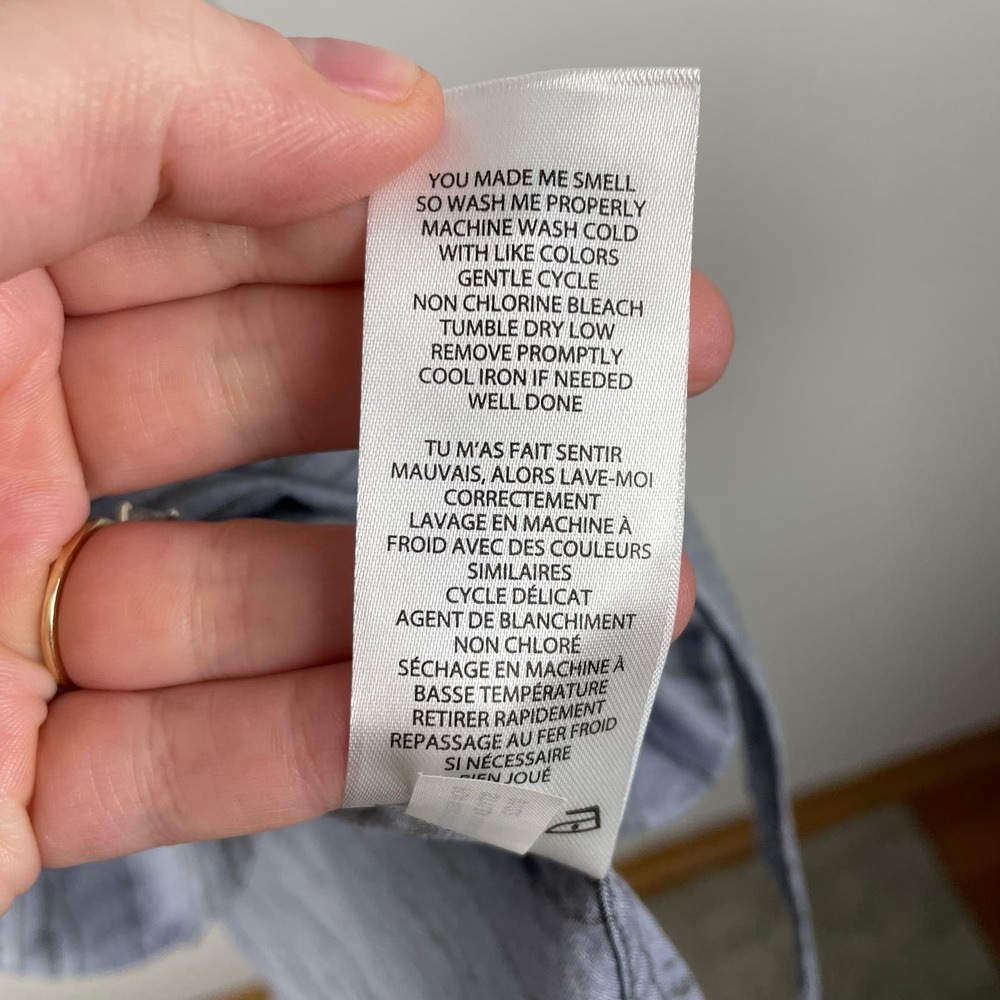 YOU MADE ME SMELL
SO WASH ME PROPERLY
MACHINE WASH COLD
WITH LIKE COLORS
GENTLE CYCLE
NON CHLORINE BLEACH
TUMBLE DRY LOW
REMOVE PROMPTLY
COOL IRON IF NEEDED
WELL DONE
TU M'AS FAIT SENTIR
MAUVAIS, ALORS LAVE-MOI
CORRECTEMENT
LAVAGE EN MACHINE À
FROID AVEC DES COULEURS
SIMILAIRES
CYCLE DÉLICAT
AGENT DE BLANCHIMENT
NON CHLORÉ
SÉCHAGE EN MACHINE À
BASSE TEMPÉRATURE
RETIRER RAPIDEMENT
REPASSAGE AU FER FROID
SI NÉCESSAIRE
BIEN JOUÉ